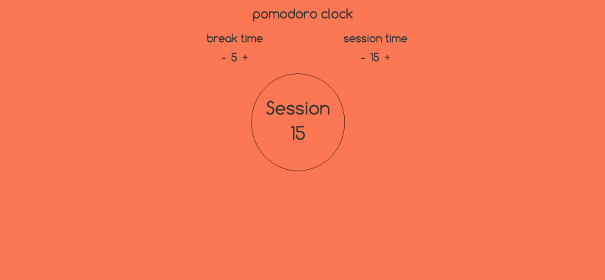 pomodoro clock
break time session time
- 5 + - 15 +
Session
15